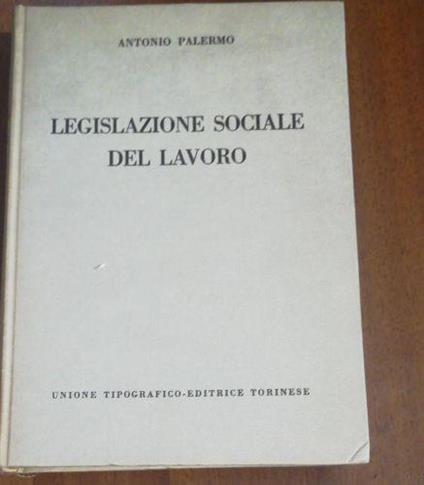 ANTONIO PALERMO
LEGISLAZIONE SOCIALE
DEL LAVORO
UNIONE TIPOGRAFICO-EDITRICE TORINESE